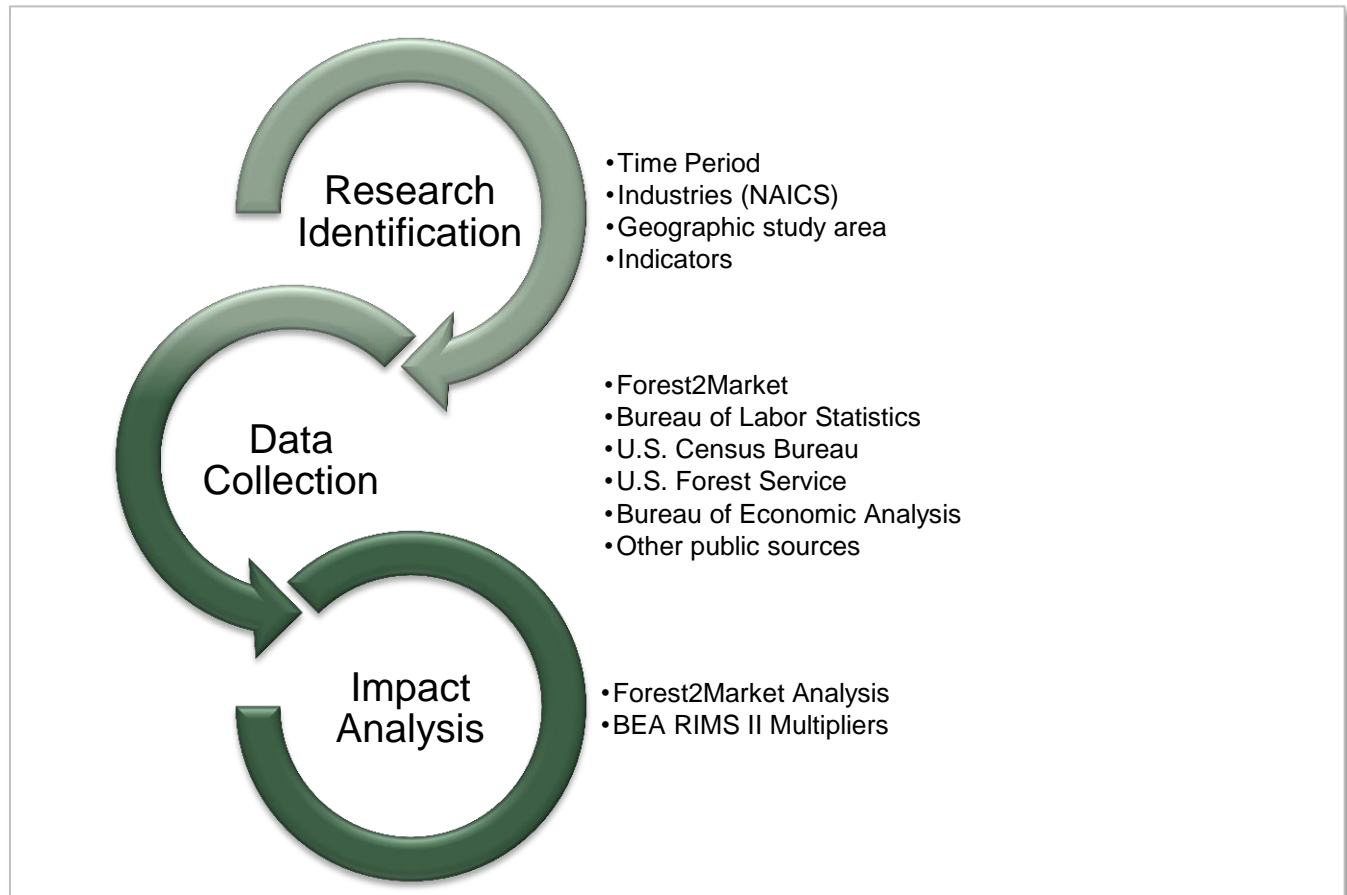 Research
Identification
•Time Period
•Industries (NAICS)
•Geographic study area
•Indicators
Data
Collection
•Forest2Market
•Bureau of Labor Statistics
•U.S. Census Bureau
•U.S. Forest Service
•Bureau of Economic Analysis
•Other public sources
Impact
Analysis
•Forest2Market Analysis
•BEA RIMS II Multipliers